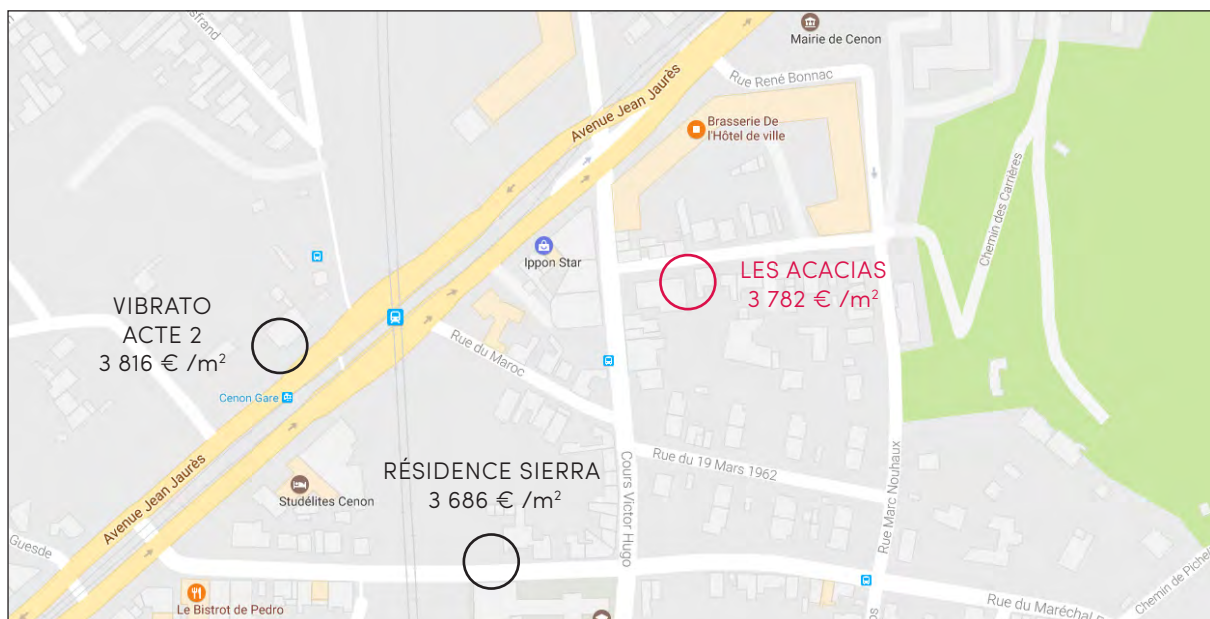 Mairie de Cenon
Rue René Bonnac
Avenue Jean Jaurès
Brasserie De
l'Hôtel de ville
Chemin des Carrières
Ippon Star
LES ACACIAS
3 782 € /m²
VIBRATO
ACTE 2
3 816 € /m²
Rue du Maroc
Cenon Gare
RÉSIDENCE SIERRA
3 686 € /m²
Rue du 19 Mars 1962
Cours Victor Hugo
Rue Marc Nouhaux
Studélites Cenon
Avenue Jean Jaurès
Guesde
Le Bistrot de Pedro
Rue du Maréchal
Chemin de Pichel